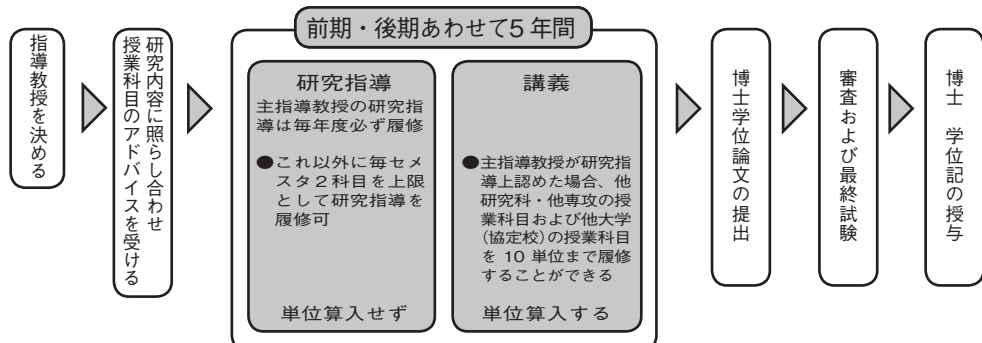 指導教授を決める
研究内容に照らし合わせ
授業科目のアドバイスを受ける
前期・後期あわせて5年間
研究指導
主指導教授の研究指
導は毎年度必ず履修
●これ以外に毎セメ
スタ2科目を上限
として研究指導を
履修可
単位算入せず
講義
●主指導教授が研究指
導上認めた場合、他
研究科・他専攻の授
業科目および他大学
(協定校)の授業科目
を 10 単位まで履修
することができる
単位算入する
博士学位論文の提出
審査および最終試験
博士 学位記の授与